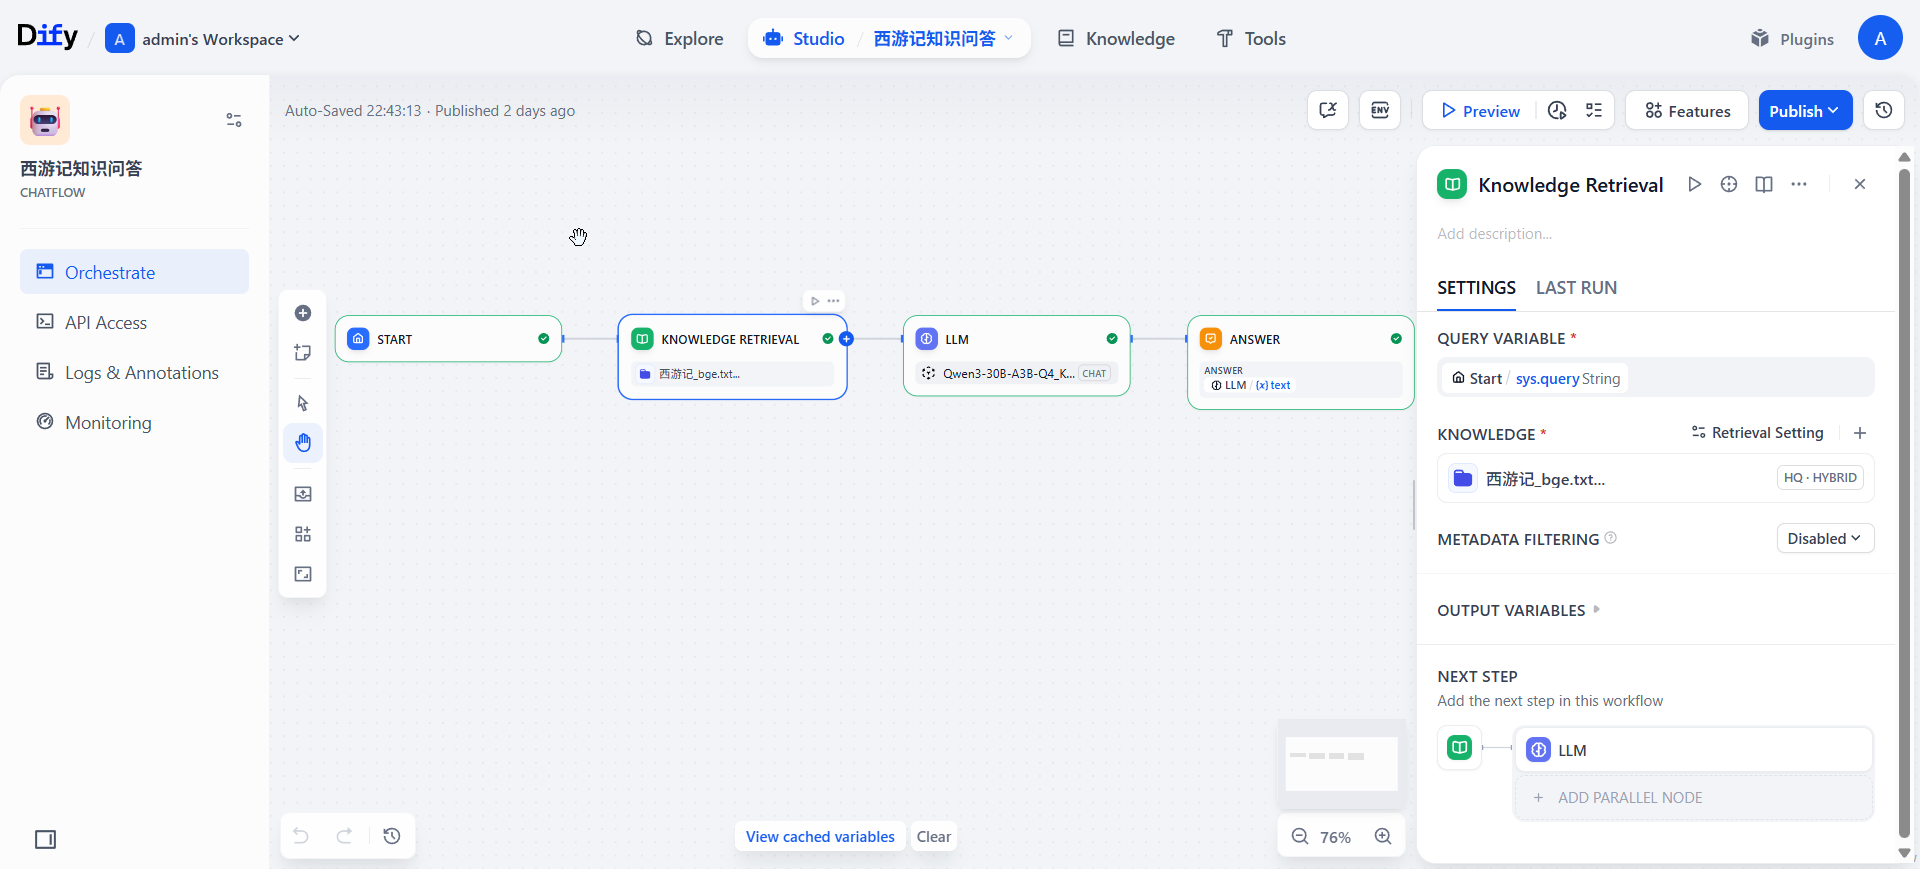 Dify / A admin's Workspace
Explore
Studio / 西游记知识问答
Knowledge
Tools
Plugins
A
西游记知识问答
CHATFLOW
Orchestrate
API Access
Logs & Annotations
Monitoring
Auto-Saved 22:43:13 · Published 2 days ago
ENV
Preview
Features
Publish
START
KNOWLEDGE RETRIEVAL
西游记_bge.txt...
LLM
Qwen3-30B-A3B-Q4_K... CHAT
ANSWER
ANSWER
LLM / {x} text
View cached variables
Clear
76%
Knowledge Retrieval
Add description...
SETTINGS
LAST RUN
QUERY VARIABLE *
Start / sys.query String
KNOWLEDGE *
Retrieval Setting
西游记_bge.txt...
HQ · HYBRID
METADATA FILTERING
Disabled
OUTPUT VARIABLES
NEXT STEP
Add the next step in this workflow
LLM
ADD PARALLEL NODE